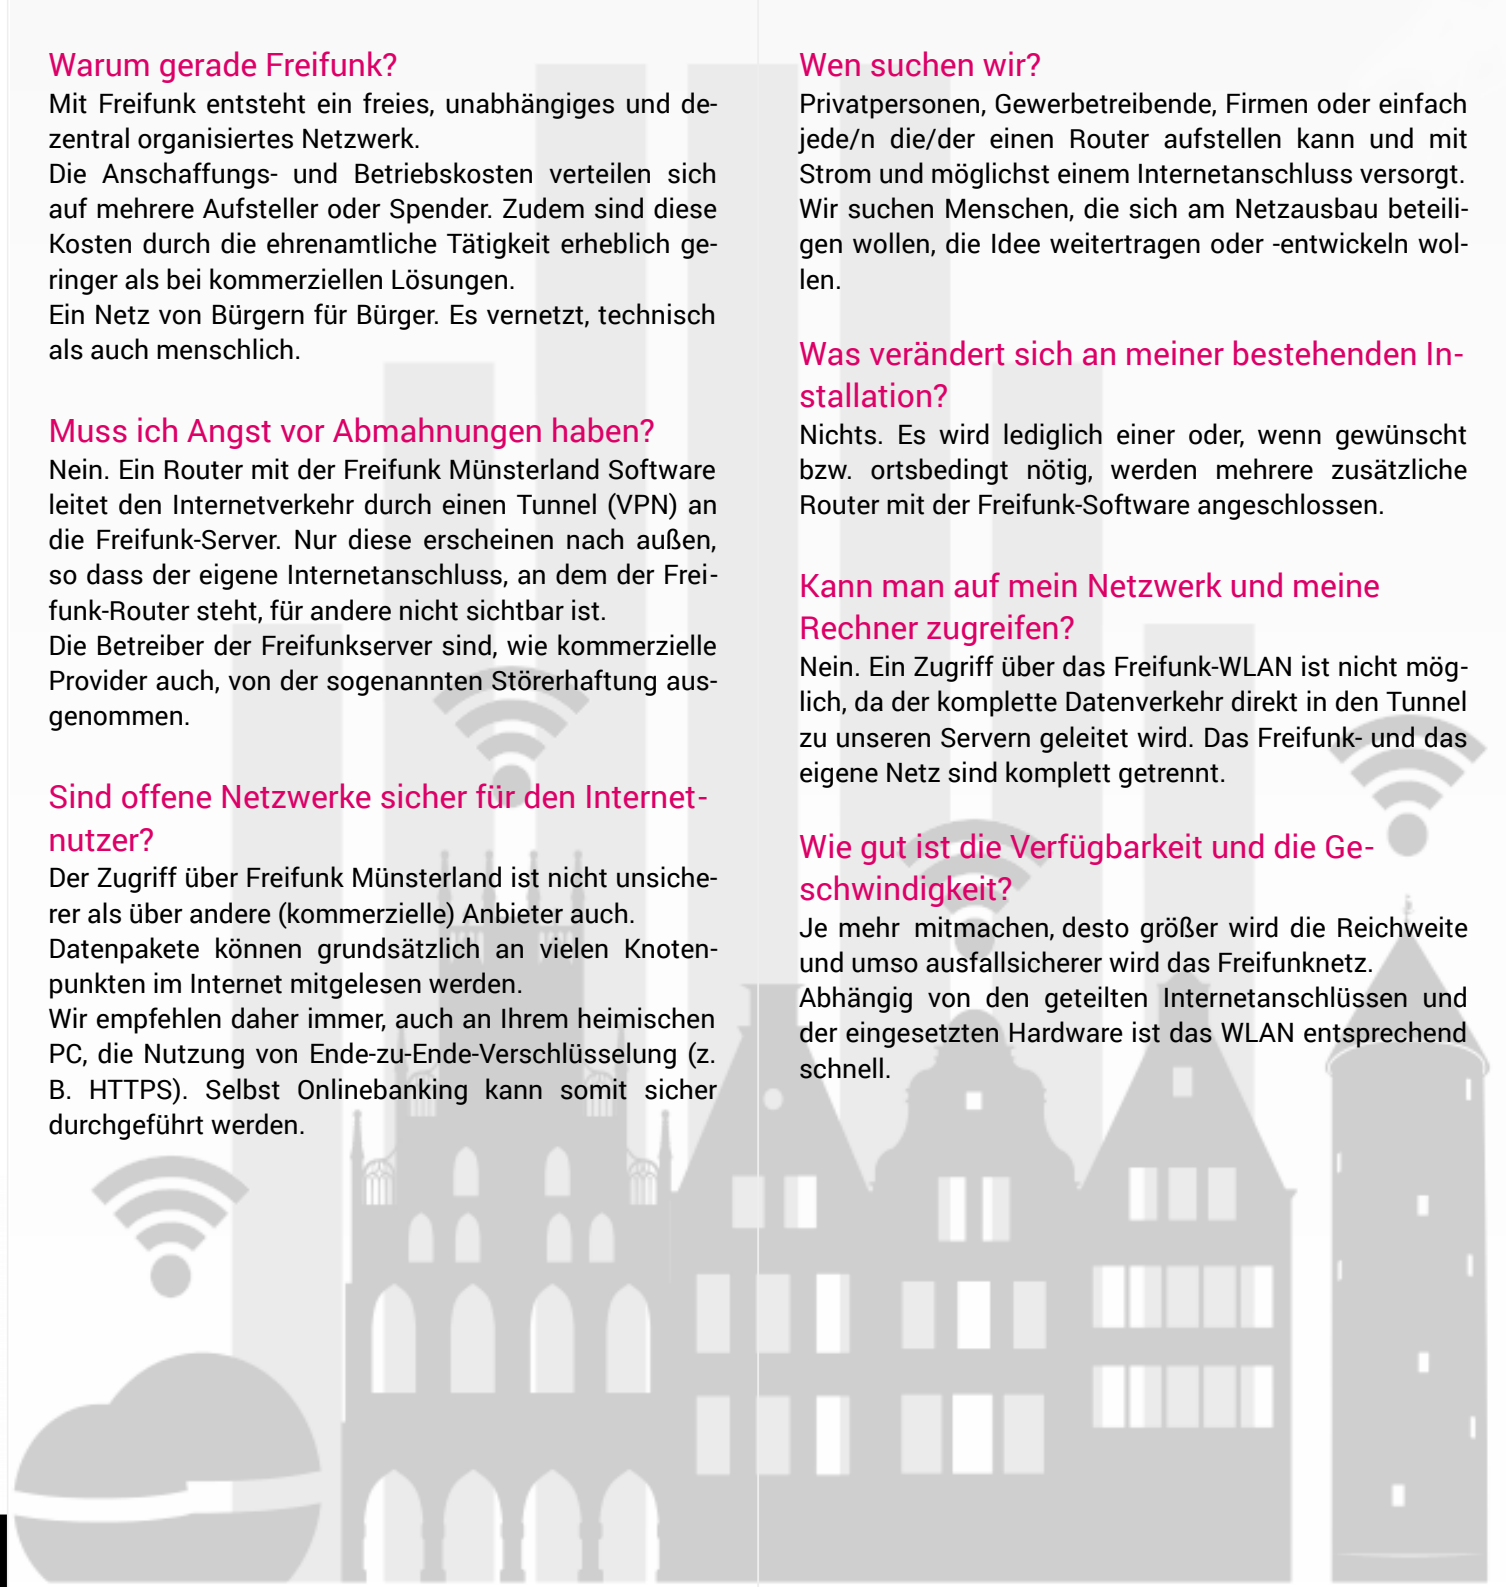 Warum gerade Freifunk?
Mit Freifunk entsteht ein freies, unabhängiges und de-
zentral organisiertes Netzwerk.
Die Anschaffungs- und Betriebskosten verteilen sich
auf mehrere Aufsteller oder Spender. Zudem sind diese
Kosten durch die ehrenamtliche Tätigkeit erheblich ge-
ringer als bei kommerziellen Lösungen.
Ein Netz von Bürgern für Bürger. Es vernetzt, technisch
als auch menschlich.
Muss ich Angst vor Abmahnungen haben?
Nein. Ein Router mit der Freifunk Münsterland Software
leitet den Internetverkehr durch einen Tunnel (VPN) an
die Freifunk-Server. Nur diese erscheinen nach außen,
so dass der eigene Internetanschluss, an dem der Frei-
funk-Router steht, für andere nicht sichtbar ist.
Die Betreiber der Freifunkserver sind, wie kommerzielle
Provider auch, von der sogenannten Störerhaftung aus-
genommen.
Sind offene Netzwerke sicher für den Internet-
nutzer?
Der Zugriff über Freifunk Münsterland ist nicht unsiche-
rer als über andere (kommerzielle) Anbieter auch.
Datenpakete können grundsätzlich an vielen Knoten-
punkten im Internet mitgelesen werden.
Wir empfehlen daher immer, auch an Ihrem heimischen
PC, die Nutzung von Ende-zu-Ende-Verschlüsselung (z.
B. HTTPS). Selbst Onlinebanking kann somit sicher
durchgeführt werden.
Wen suchen wir?
Privatpersonen, Gewerbetreibende, Firmen oder einfach
jede/n die/der einen Router aufstellen kann und mit
Strom und möglichst einem Internetanschluss versorgt.
Wir suchen Menschen, die sich am Netzausbau beteili-
gen wollen, die Idee weitertragen oder -entwickeln wol-
len.
Was verändert sich an meiner bestehenden In-
stallation?
Nichts. Es wird lediglich einer oder, wenn gewünscht
bzw. ortsbedingt nötig, werden mehrere zusätzliche
Router mit der Freifunk-Software angeschlossen.
Kann man auf mein Netzwerk und meine
Rechner zugreifen?
Nein. Ein Zugriff über das Freifunk-WLAN ist nicht mög-
lich, da der komplette Datenverkehr direkt in den Tunnel
zu unseren Servern geleitet wird. Das Freifunk- und das
eigene Netz sind komplett getrennt.
Wie gut ist die Verfügbarkeit und die Ge-
schwindigkeit?
Je mehr mitmachen, desto größer wird die Reichweite
und umso ausfallsicherer wird das Freifunknetz.
Abhängig von den geteilten Internetanschlüssen und
der eingesetzten Hardware ist das WLAN entsprechend
schnell.